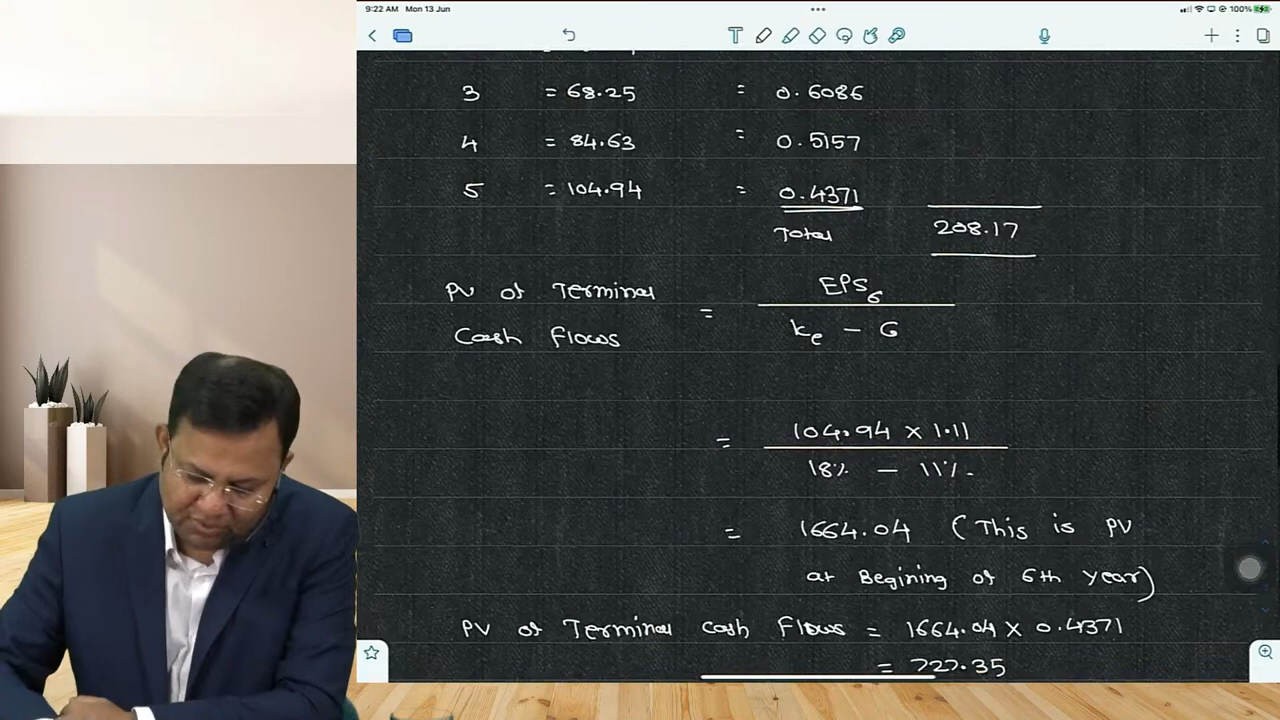 9:22 AM Mon 13 Jun
100%
3 = 68.25 = 0.6086
4 = 84.63 = 0.5157
5 = 104.94 = 0.4371
Total 208.17
PV of Terminal Cash Flows = EPS6
ke - G
= 104.94 × 1.11
18% - 11%
= 1664.04 (This is PV
at Begining of 6th year)
PV of Terminal Cash Flows = 1664.04 × 0.4371
= 727.35